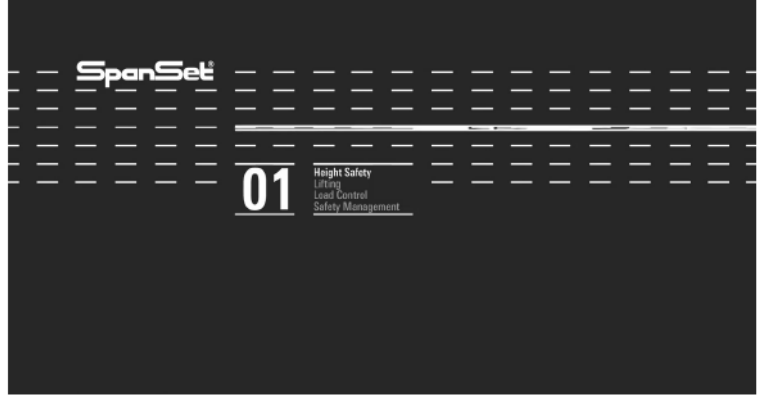 SpanSet®
01
Height Safety
Lifting
Load Control
Safety Management